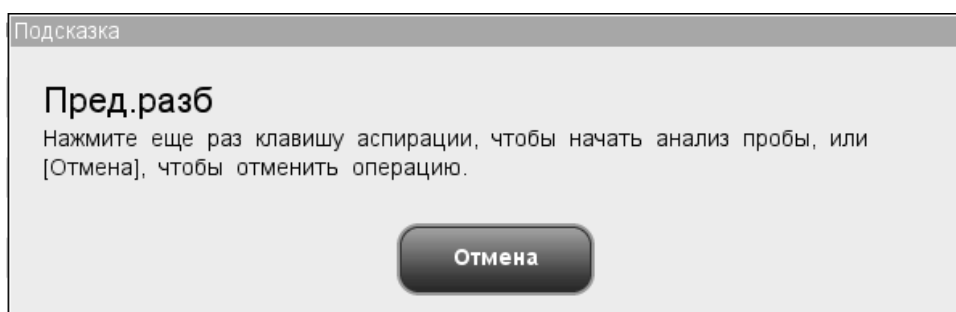 Подсказка
Пред.разб
Нажмите еще раз клавишу аспирации, чтобы начать анализ пробы, или
[Отмена], чтобы отменить операцию.
Отмена